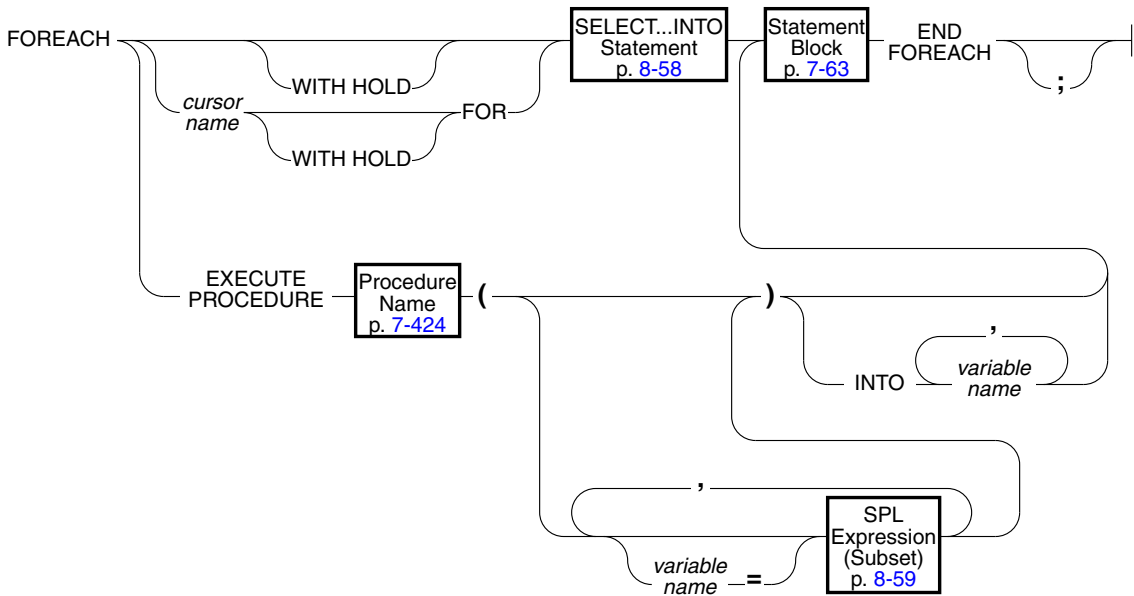 FOREACH
WITH HOLD
cursor
name
WITH HOLD
FOR
SELECT...INTO
Statement
p. 8-58
Statement
Block
p. 7-63
END
FOREACH
;
EXECUTE
PROCEDURE
Procedure
Name
p. 7-424
(
)
INTO
,
variable
name
,
variable
name =
SPL
Expression
(Subset)
p. 8-59